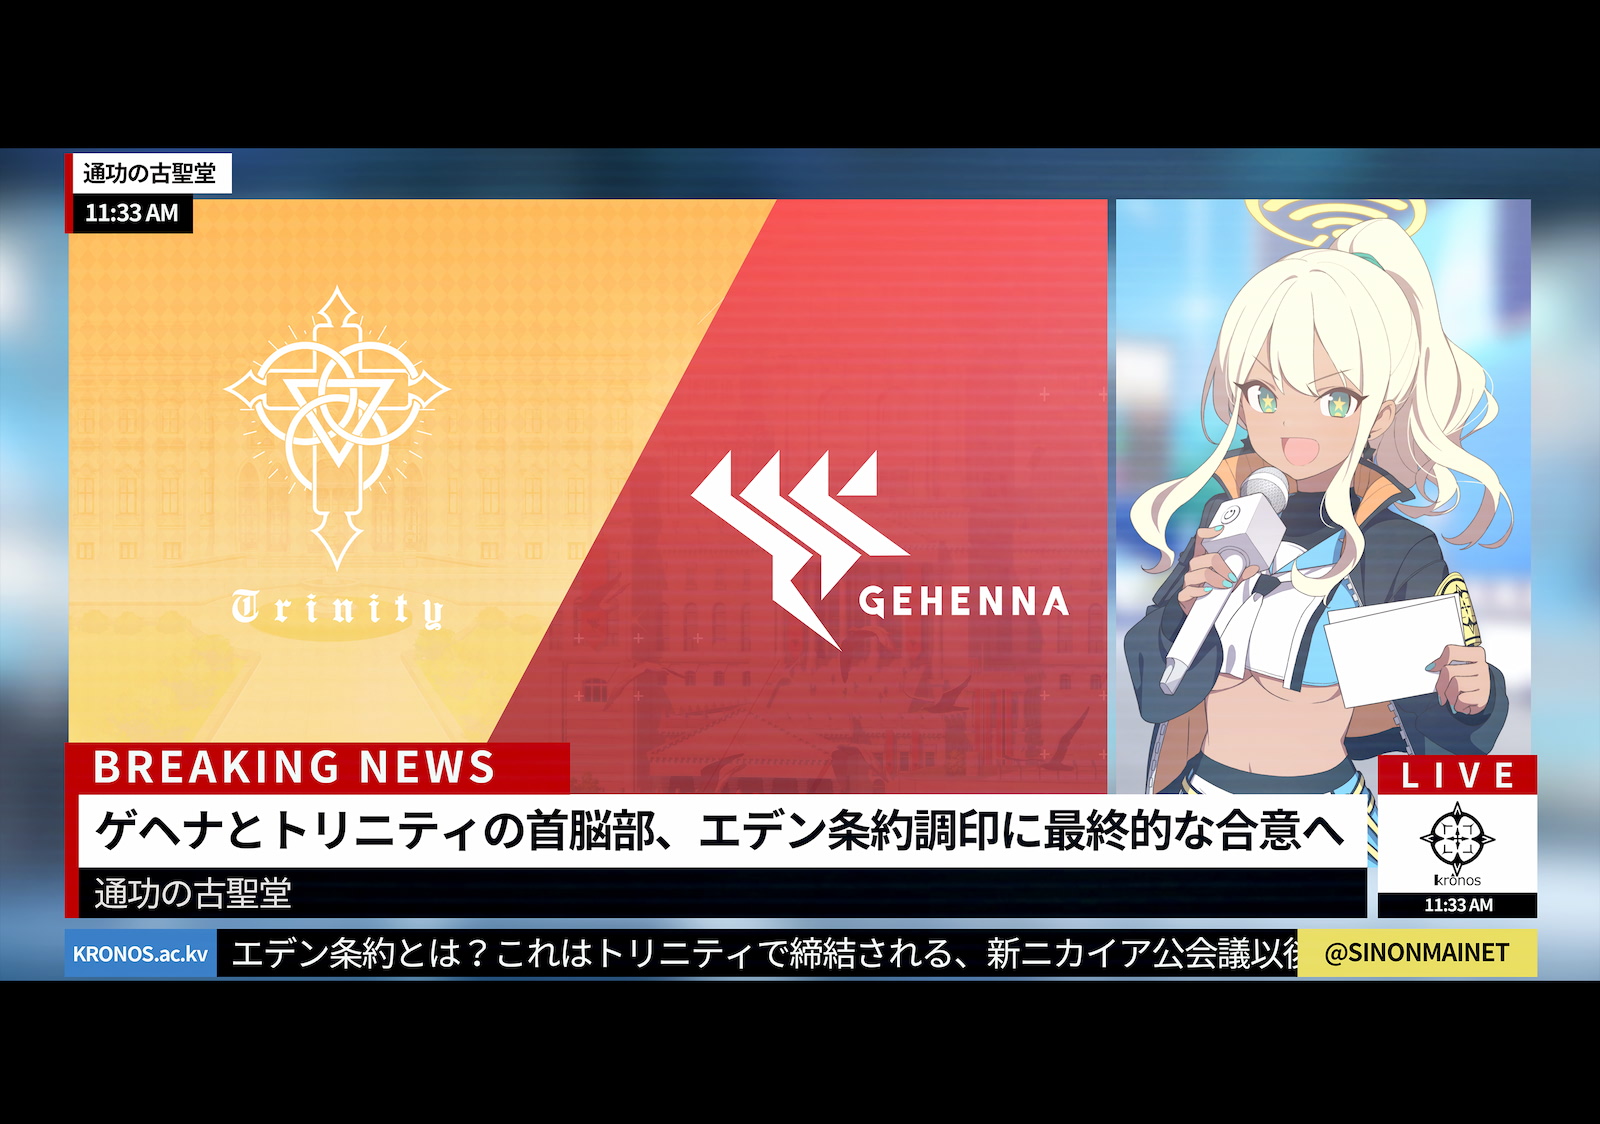 通功の古聖堂
11:33 AM
Trinity
GEHENNA
BREAKING NEWS
ゲヘナとトリニティの首脳部、エデン条約調印に最終的な合意へ
通功の古聖堂
LIVE
kronos
11:33 AM
KRONOS.ac.kv
エデン条約とは？これはトリニティで締結される、新ニカイア公会議以
@SINONMAINET